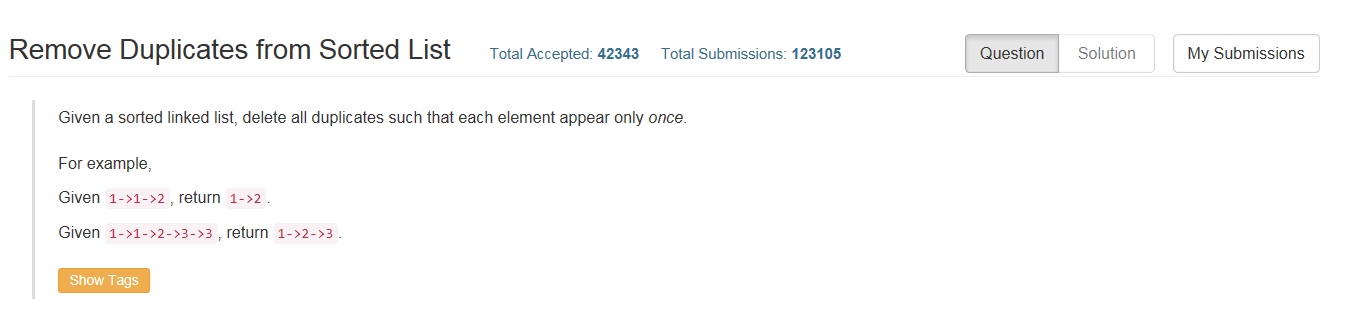 Remove Duplicates from Sorted List Total Accepted: 42343 Total Submissions: 123105 Question Solution My Submissions
Given a sorted linked list, delete all duplicates such that each element appear only once.
For example,
Given 1->1->2, return 1->2.
Given 1->1->2->3->3, return 1->2->3.
Show Tags